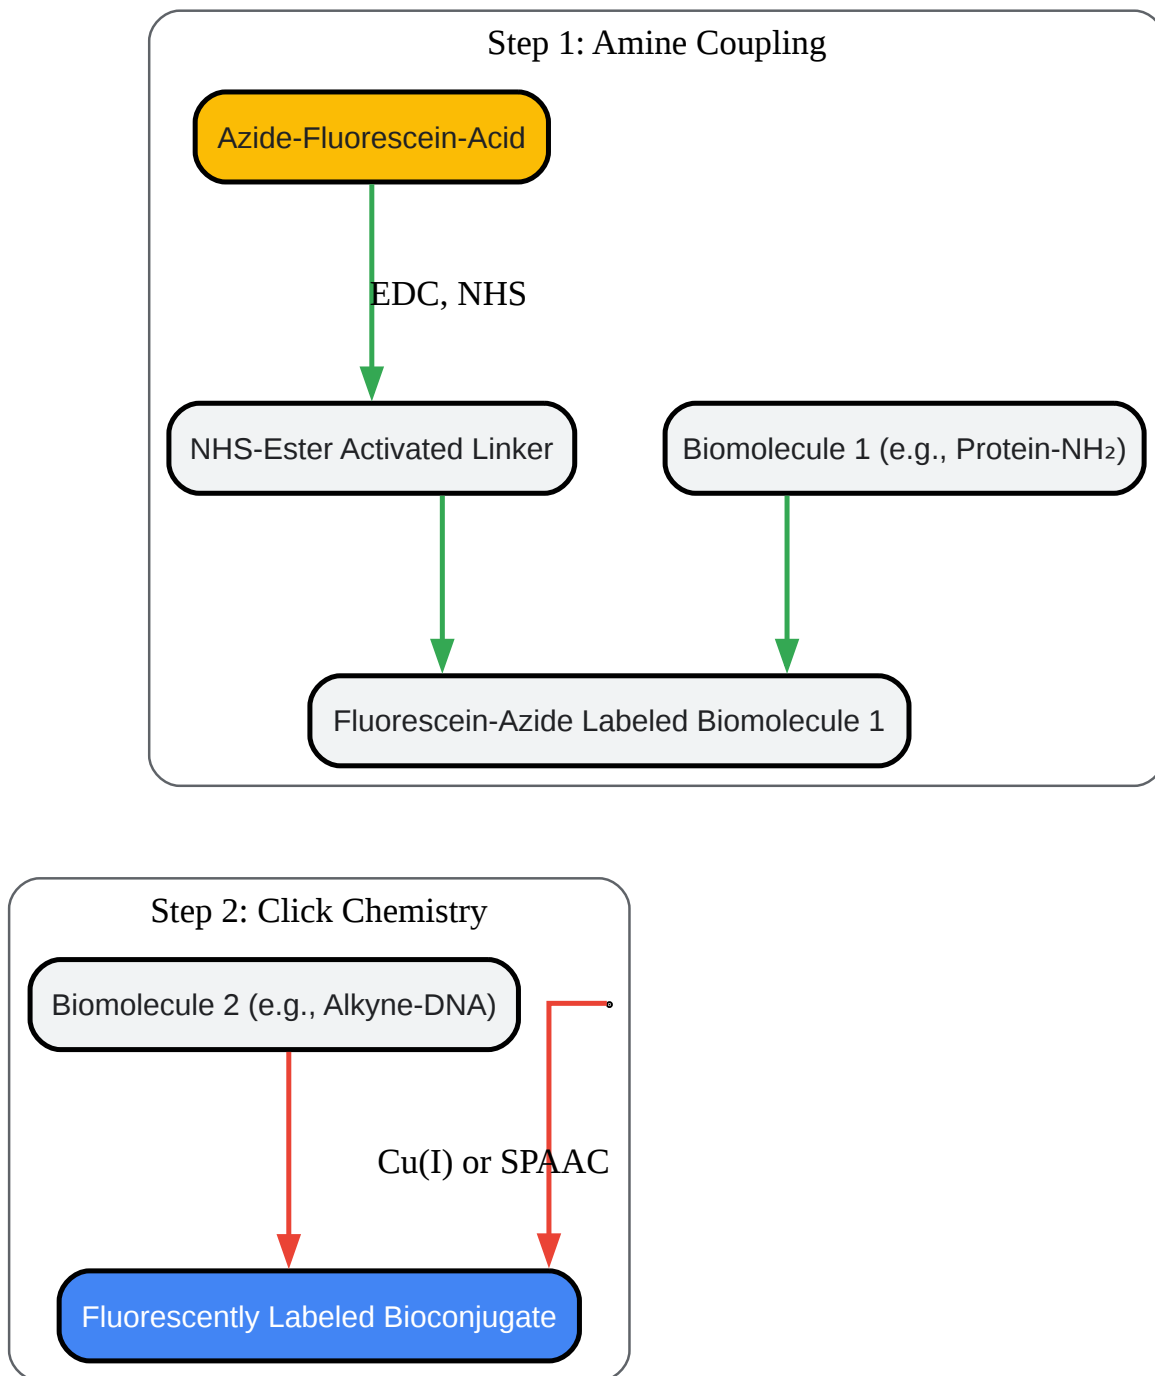 Step 1: Amine Coupling
Azide-Fluorescein-Acid
EDC, NHS
NHS-Ester Activated Linker
Biomolecule 1 (e.g., Protein-NH₂)
Fluorescein-Azide Labeled Biomolecule 1
Step 2: Click Chemistry
Biomolecule 2 (e.g., Alkyne-DNA)
Cu(I) or SPAAC
Fluorescently Labeled Bioconjugate